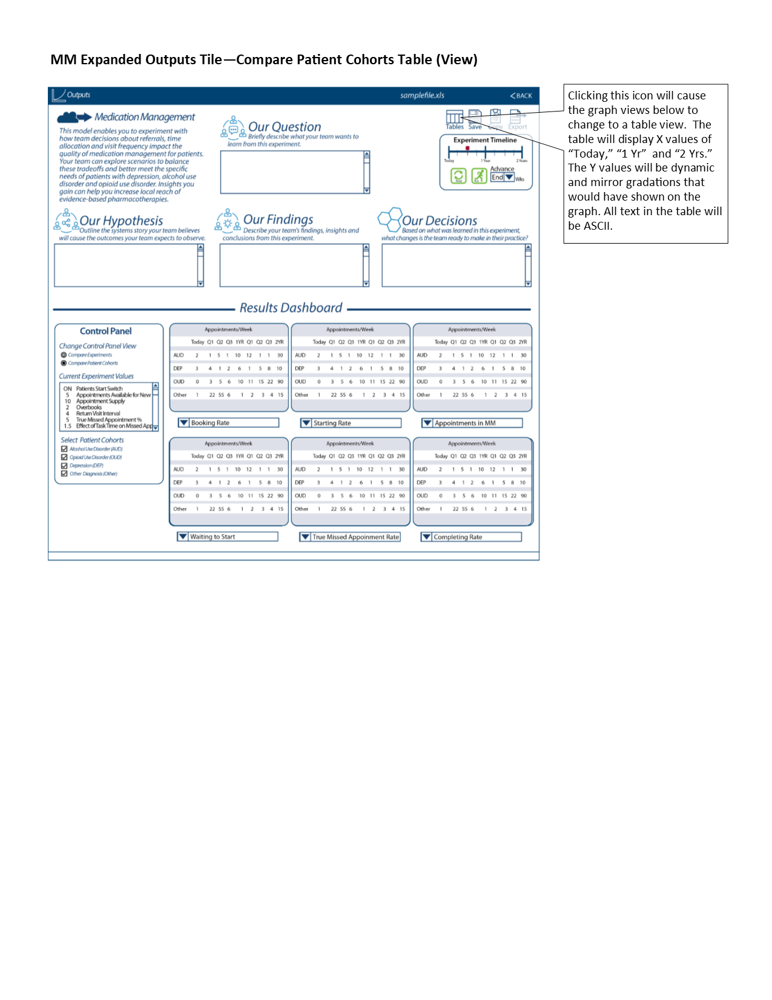 MM Expanded Outputs Tile—Compare Patient Cohorts Table (View)
Outputs
samplefile.xls
<BACK
Clicking this icon will cause
the graph views below to
change to a table view.  The
table will display X values of
“Today,” “1 Yr”  and “2 Yrs.”
The Y values will be dynamic
and mirror gradations that
would have shown on the
graph. All text in the table will
be ASCII.
Medication Management
This model enables you to experiment with
how team decisions about referrals, time
allocation and visit frequency impact the
quality of medication management for patients.
Your team can explore scenarios to balance
these tradeoffs and better meet the specific
needs of patients with depression, alcohol use
disorder and opioid use disorder. Insights you
gain can help you increase local reach of
evidence-based pharmacotherapies.
Our Question
Briefly describe what your team wants to
learn from this experiment.
Tables Save Copy Export
Experiment Timeline
Today 1 Year 2 Years
Advance
End Wks
Our Hypothesis
Outline the systems story your team believes
will cause the outcomes your team expects to observe.
Our Findings
Describe your team's findings, insights and
conclusions from this experiment.
Our Decisions
Based on what was learned in this experiment,
what changes is the team ready to make in their practice?
Results Dashboard
Control Panel
Change Control Panel View
Compare Experiments
Compare Patient Cohorts
Current Experiment Values
ON Patients Start Switch
5 Appointments Available for New
10 Appointment Supply
2 Overbooks
4 Return Visit Interval
5 True Missed Appointment %
1.5 Effect of Task Time on Missed App
Select Patient Cohorts
Alcohol Use Disorder (AUD)
Opioid Use Disorder (OUD)
Depression (DEP)
Other Diagnosis (Other)
Appointments/Week
Today Q1 Q2 Q3 1YR Q1 Q2 Q3 2YR
AUD 2 1 5 1 10 12 1 1 30
DEP 3 4 1 2 6 1 5 8 10
OUD 0 3 5 6 10 11 15 22 90
Other 1 22 55 6 1 2 3 4 15
Booking Rate
Appointments/Week
Today Q1 Q2 Q3 1YR Q1 Q2 Q3 2YR
AUD 2 1 5 1 10 12 1 1 30
DEP 3 4 1 2 6 1 5 8 10
OUD 0 3 5 6 10 11 15 22 90
Other 1 22 55 6 1 2 3 4 15
Starting Rate
Appointments/Week
Today Q1 Q2 Q3 1YR Q1 Q2 Q3 2YR
AUD 2 1 5 1 10 12 1 1 30
DEP 3 4 1 2 6 1 5 8 10
OUD 0 3 5 6 10 11 15 22 90
Other 1 22 55 6 1 2 3 4 15
Appointments in MM
Appointments/Week
Today Q1 Q2 Q3 1YR Q1 Q2 Q3 2YR
AUD 2 1 5 1 10 12 1 1 30
DEP 3 4 1 2 6 1 5 8 10
OUD 0 3 5 6 10 11 15 22 90
Other 1 22 55 6 1 2 3 4 15
Waiting to Start
Appointments/Week
Today Q1 Q2 Q3 1YR Q1 Q2 Q3 2YR
AUD 2 1 5 1 10 12 1 1 30
DEP 3 4 1 2 6 1 5 8 10
OUD 0 3 5 6 10 11 15 22 90
Other 1 22 55 6 1 2 3 4 15
True Missed Appoinment Rate
Appointments/Week
Today Q1 Q2 Q3 1YR Q1 Q2 Q3 2YR
AUD 2 1 5 1 10 12 1 1 30
DEP 3 4 1 2 6 1 5 8 10
OUD 0 3 5 6 10 11 15 22 90
Other 1 22 55 6 1 2 3 4 15
Completing Rate